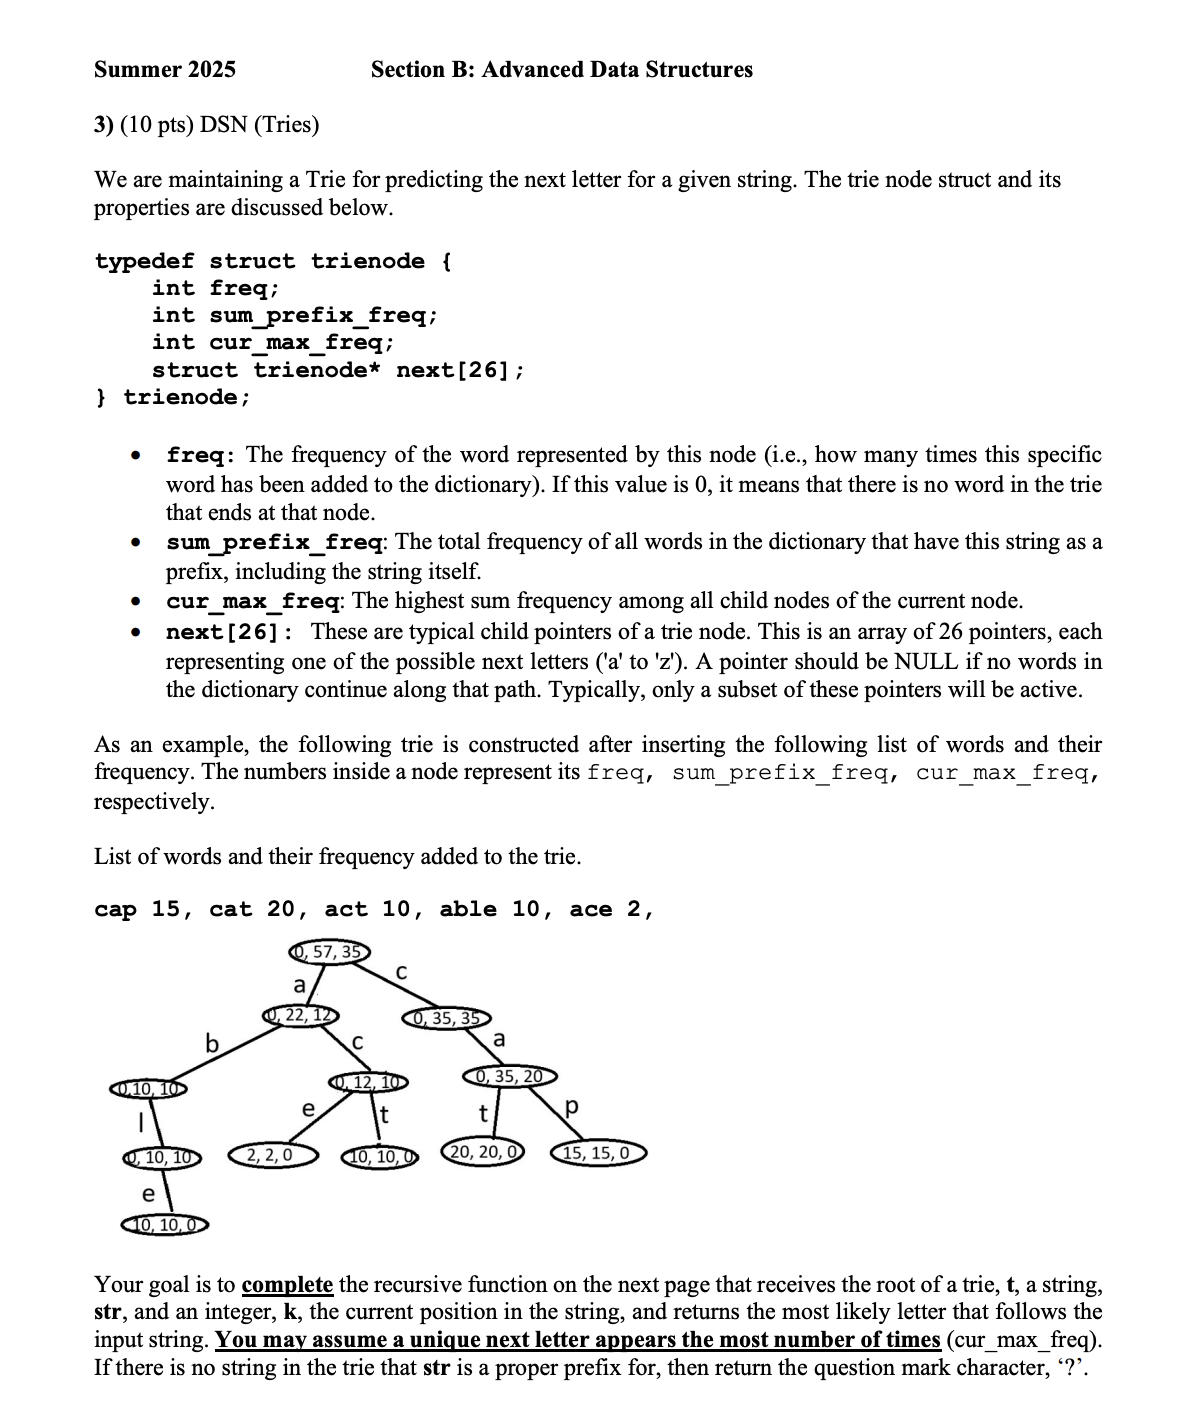 Summer 2025 Section B: Advanced Data Structures
3) (10 pts) DSN (Tries)
We are maintaining a Trie for predicting the next letter for a given string. The trie node struct and its
properties are discussed below.
typedef struct trienode {
    int freq;
    int sum_prefix_freq;
    int cur_max_freq;
    struct trienode* next[26];
} trienode;
• freq: The frequency of the word represented by this node (i.e., how many times this specific
word has been added to the dictionary). If this value is 0, it means that there is no word in the trie
that ends at that node.
• sum_prefix_freq: The total frequency of all words in the dictionary that have this string as a
prefix, including the string itself.
• cur_max_freq: The highest sum frequency among all child nodes of the current node.
• next[26]: These are typical child pointers of a trie node. This is an array of 26 pointers, each
representing one of the possible next letters ('a' to 'z'). A pointer should be NULL if no words in
the dictionary continue along that path. Typically, only a subset of these pointers will be active.
As an example, the following trie is constructed after inserting the following list of words and their
frequency. The numbers inside a node represent its freq, sum_prefix_freq, cur_max_freq,
respectively.
List of words and their frequency added to the trie.
cap 15, cat 20, act 10, able 10, ace 2,
0, 57, 35
a
c
0, 22, 12
0, 35, 35
b
c
a
0, 10, 10
0, 12, 10
0, 35, 20
l
e
t
t
p
0, 10, 10
2, 2, 0
10, 10, 0
20, 20, 0
15, 15, 0
e
10, 10, 0
Your goal is to complete the recursive function on the next page that receives the root of a trie, t, a string,
str, and an integer, k, the current position in the string, and returns the most likely letter that follows the
input string. You may assume a unique next letter appears the most number of times (cur_max_freq).
If there is no string in the trie that str is a proper prefix for, then return the question mark character, ‘?’.